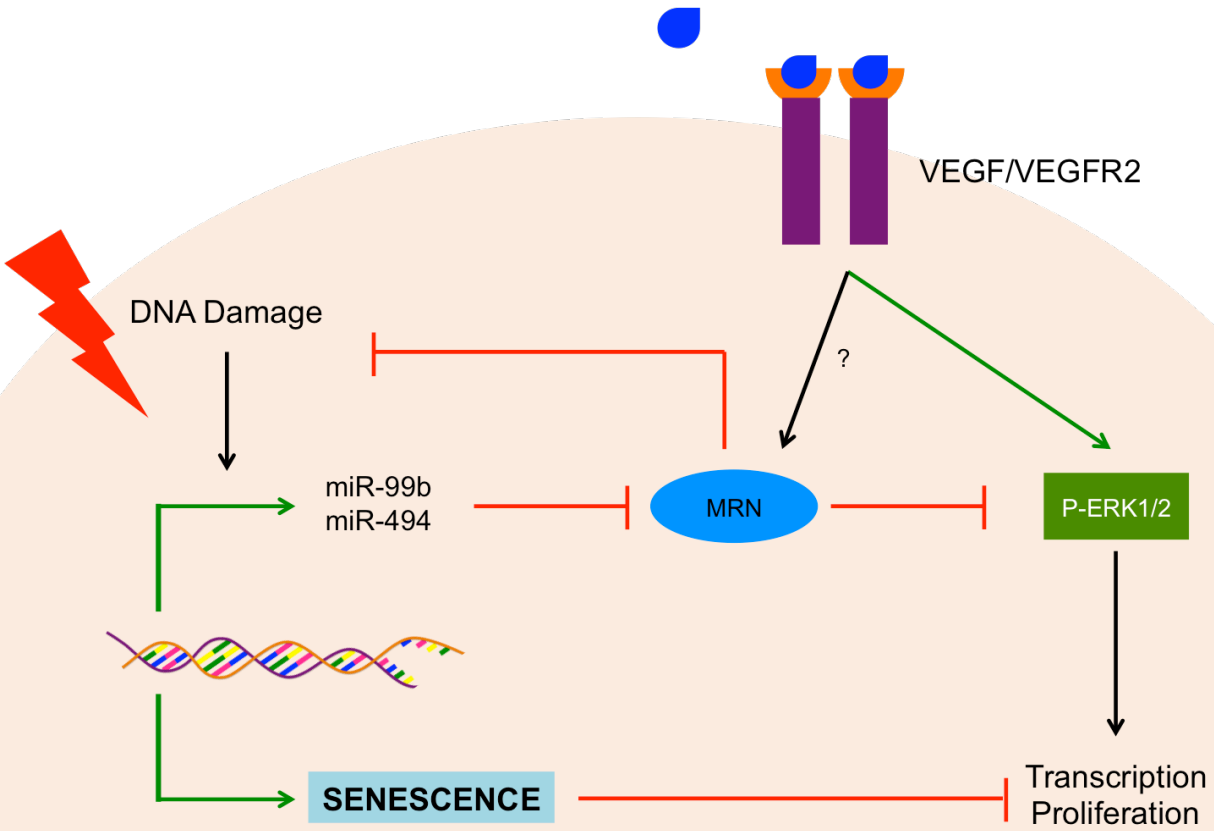 VEGF/VEGFR2
DNA Damage
?
miR-99b
miR-494
MRN
P-ERK1/2
SENESCENCE
Transcription
Proliferation